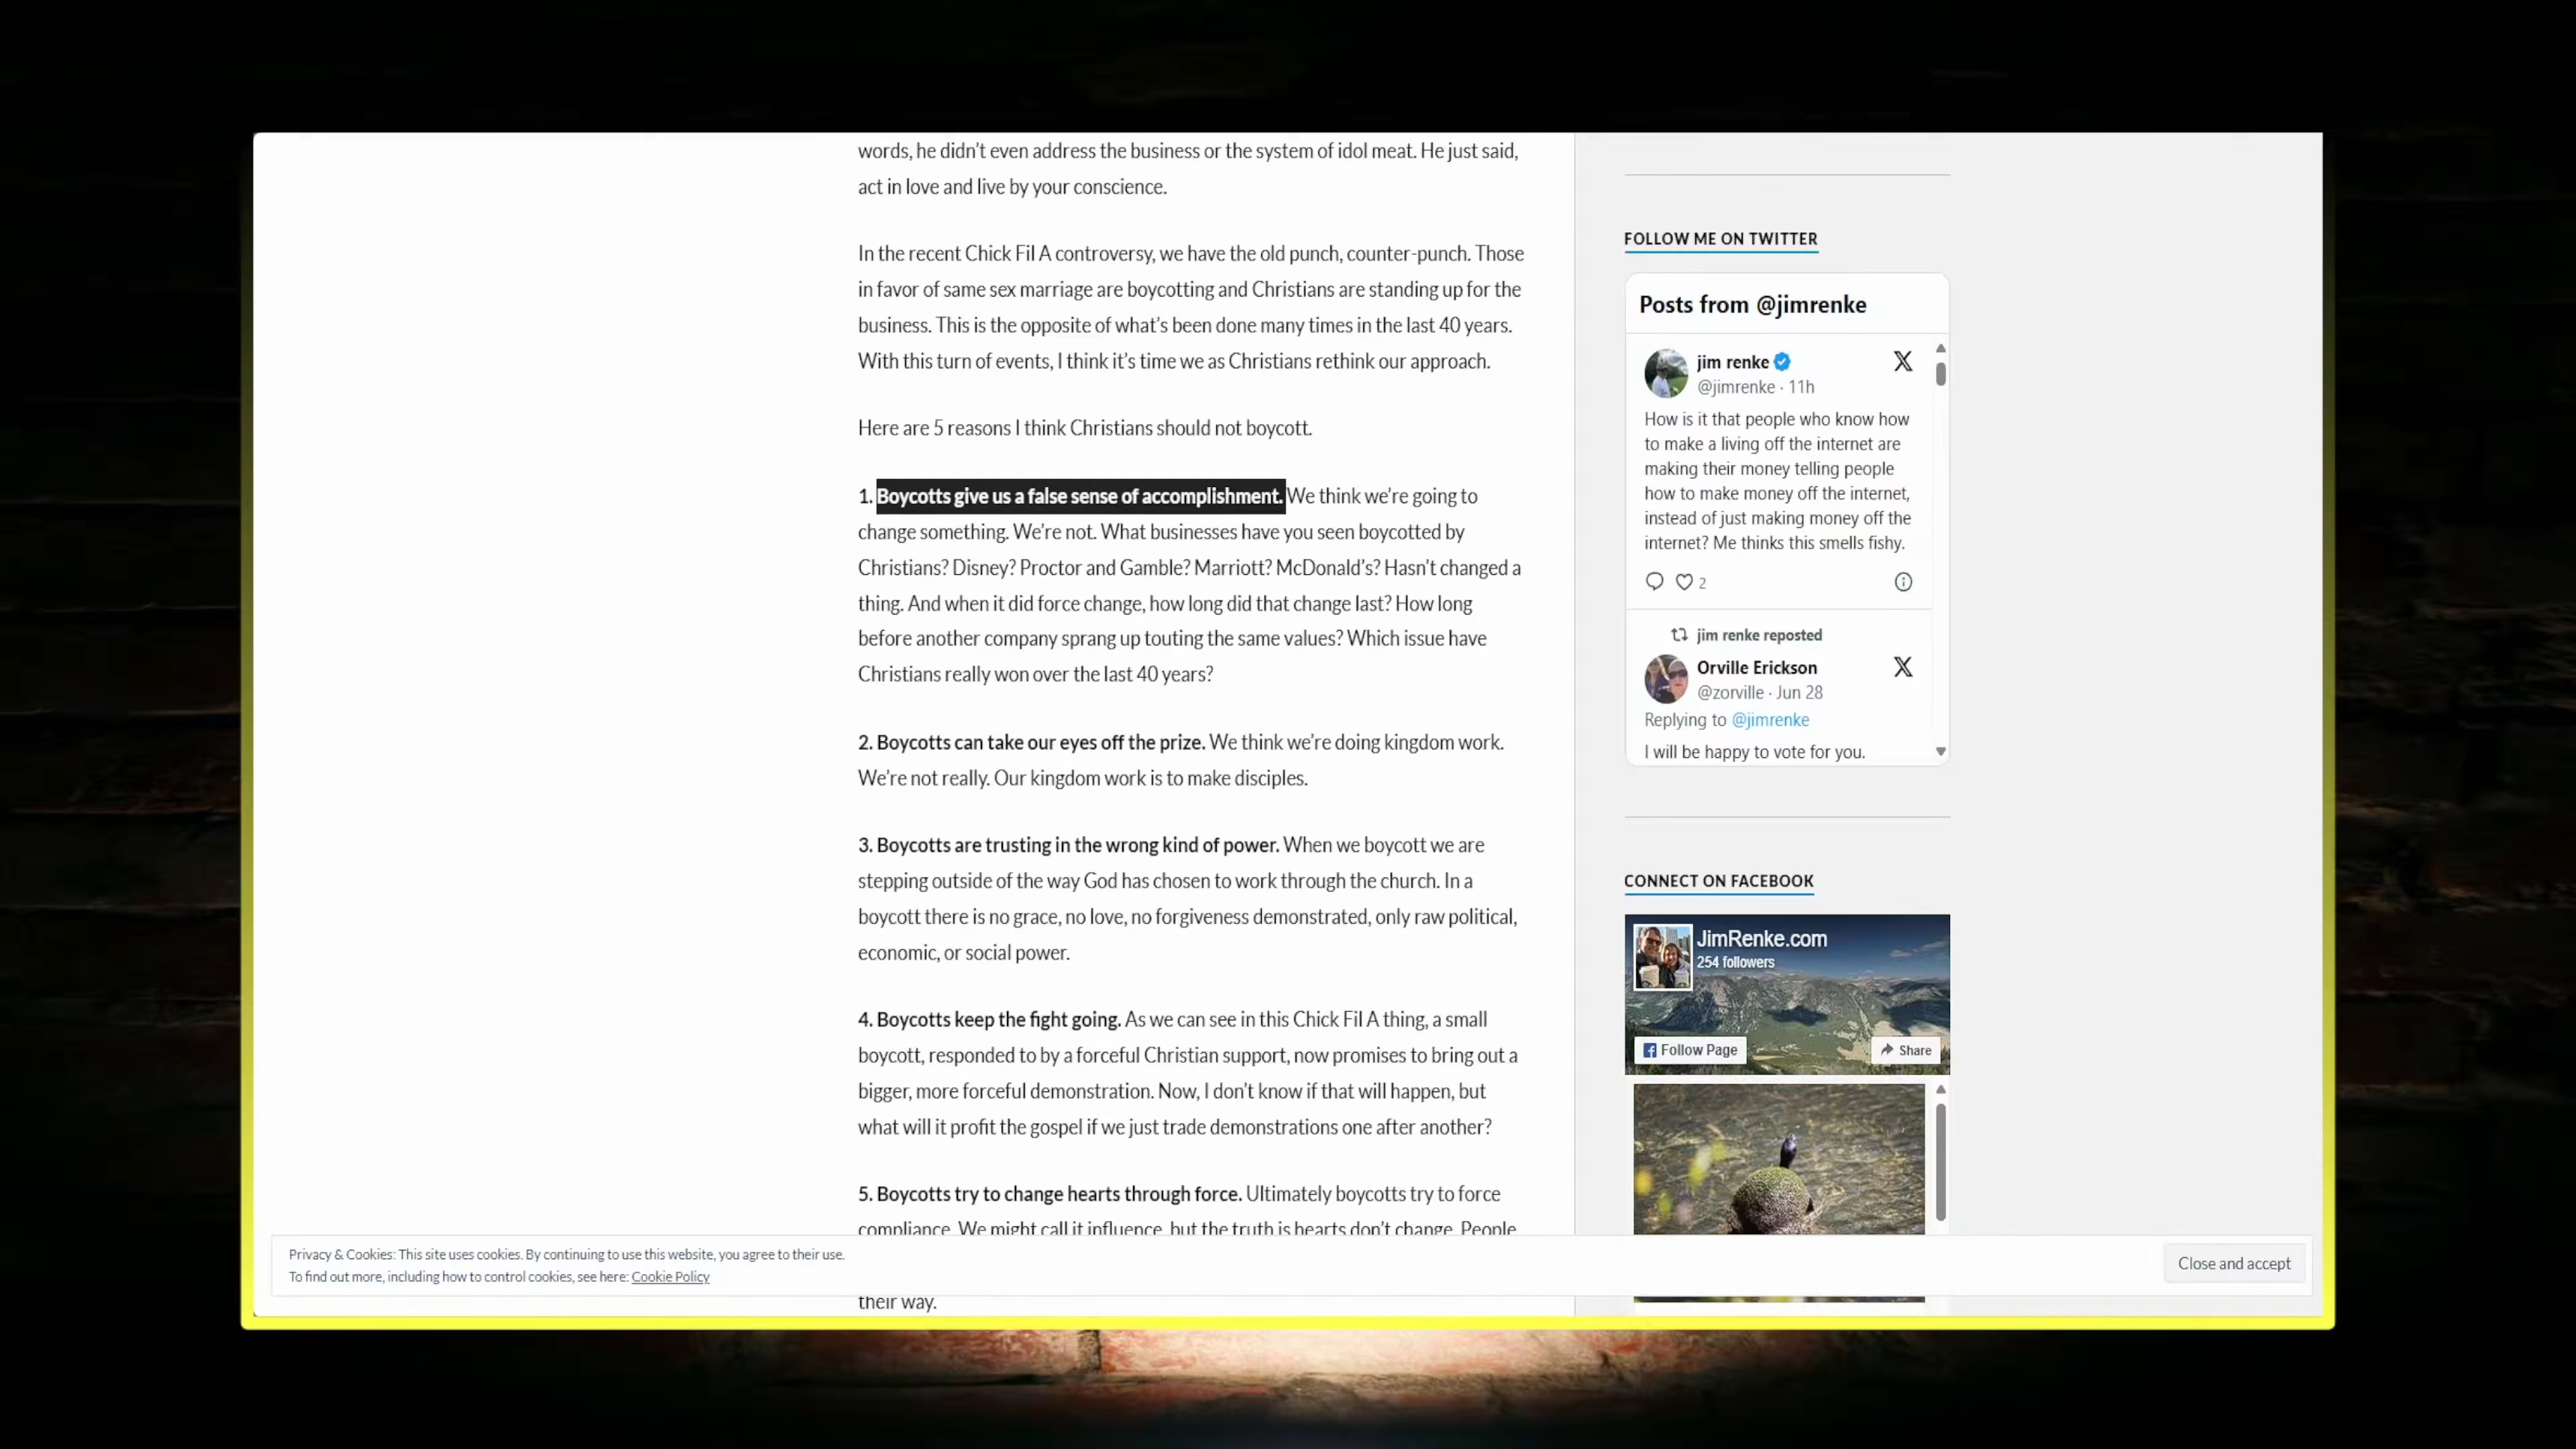 words, he didn't even address the business or the system of idol meat. He just said,
act in love and live by your conscience.
In the recent Chick Fil A controversy, we have the old punch, counter-punch. Those
in favor of same sex marriage are boycotting and Christians are standing up for the
business. This is the opposite of what's been done many times in the last 40 years.
With this turn of events, I think it's time we as Christians rethink our approach.
Here are 5 reasons I think Christians should not boycott.
1. Boycotts give us a false sense of accomplishment. We think we're going to
change something. We're not. What businesses have you seen boycotted by
Christians? Disney? Proctor and Gamble? Marriott? McDonald's? Hasn't changed a
thing. And when it did force change, how long did that change last? How long
before another company sprang up touting the same values? Which issue have
Christians really won over the last 40 years?
2. Boycotts can take our eyes off the prize. We think we're doing kingdom work.
We're not really. Our kingdom work is to make disciples.
3. Boycotts are trusting in the wrong kind of power. When we boycott we are
stepping outside of the way God has chosen to work through the church. In a
boycott there is no grace, no love, no forgiveness demonstrated, only raw political,
economic, or social power.
4. Boycotts keep the fight going. As we can see in this Chick Fil A thing, a small
boycott, responded to by a forceful Christian support, now promises to bring out a
bigger, more forceful demonstration. Now, I don't know if that will happen, but
what will it profit the gospel if we just trade demonstrations one after another?
5. Boycotts try to change hearts through force. Ultimately boycotts try to force
compliance. We might call it influence, but the truth is hearts don't change. People
their way.
FOLLOW ME ON TWITTER
Posts from @jimrenke
jim renke
@jimrenke · 11h
How is it that people who know how
to make a living off the internet are
making their money telling people
how to make money off the internet,
instead of just making money off the
internet? Me thinks this smells fishy.
2
jim renke reposted
Orville Erickson
@zorville · Jun 28
Replying to @jimrenke
I will be happy to vote for you.
CONNECT ON FACEBOOK
JimRenke.com
254 followers
Follow Page
Share
Privacy & Cookies: This site uses cookies. By continuing to use this website, you agree to their use.
To find out more, including how to control cookies, see here: Cookie Policy
Close and accept